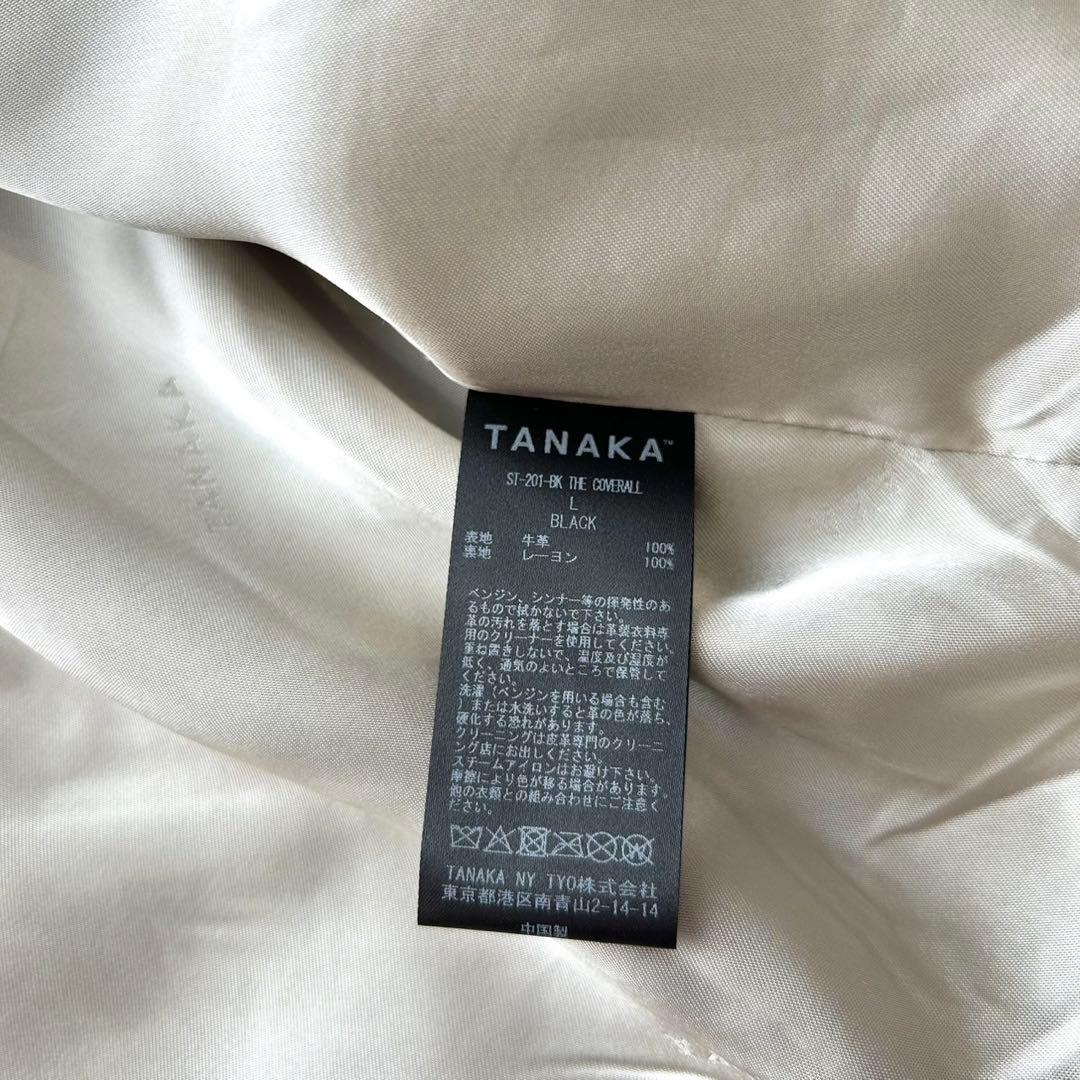 TANAKA™
ST-201-BK THE COVERALL
L
BLACK
表地 牛革 100%
裏地 レーヨン 100%
ベンジン、シンナー等の揮発性のあ
るもので拭かないで下さい。
革の汚れを落とす場合は革製衣料専
用のクリーナーを使用してください。
重ね置きしないで、温度及び湿度が
低く、通気のよいところで保管して
ください。
洗濯（ベンジンを用いる場合も含む
）または水洗いすると革の色が落ち、
硬化する恐れがあります。
クリーニングは皮革専門のクリーニ
ング店にお出しください。
スチームアイロンはお避け下さい。
摩擦により色が移る場合があります。
他の衣類との組み合わせにご注意く
ださい。
W
TANAKA NY TYO株式会社
東京都港区南青山2-14-14
中国製
TANAKA